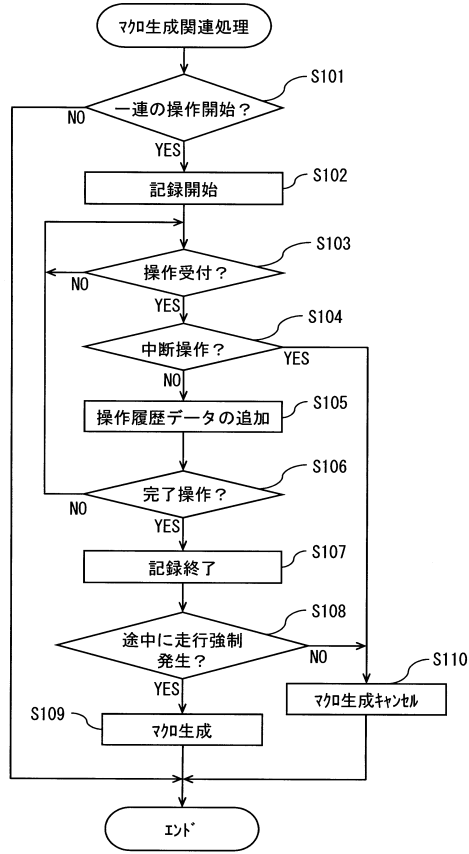 ﾏｸﾛ生成関連処理
S101
一連の操作開始？
NO
YES
S102
記録開始
S103
操作受付？
NO
YES
S104
中断操作？
YES
NO
S105
操作履歴データの追加
S106
完了操作？
NO
YES
S107
記録終了
S108
途中に走行強制
発生？
NO
YES
S110
S109
ﾏｸﾛ生成
ﾏｸﾛ生成ｷｬﾝｾﾙ
ｴﾝﾄﾞ